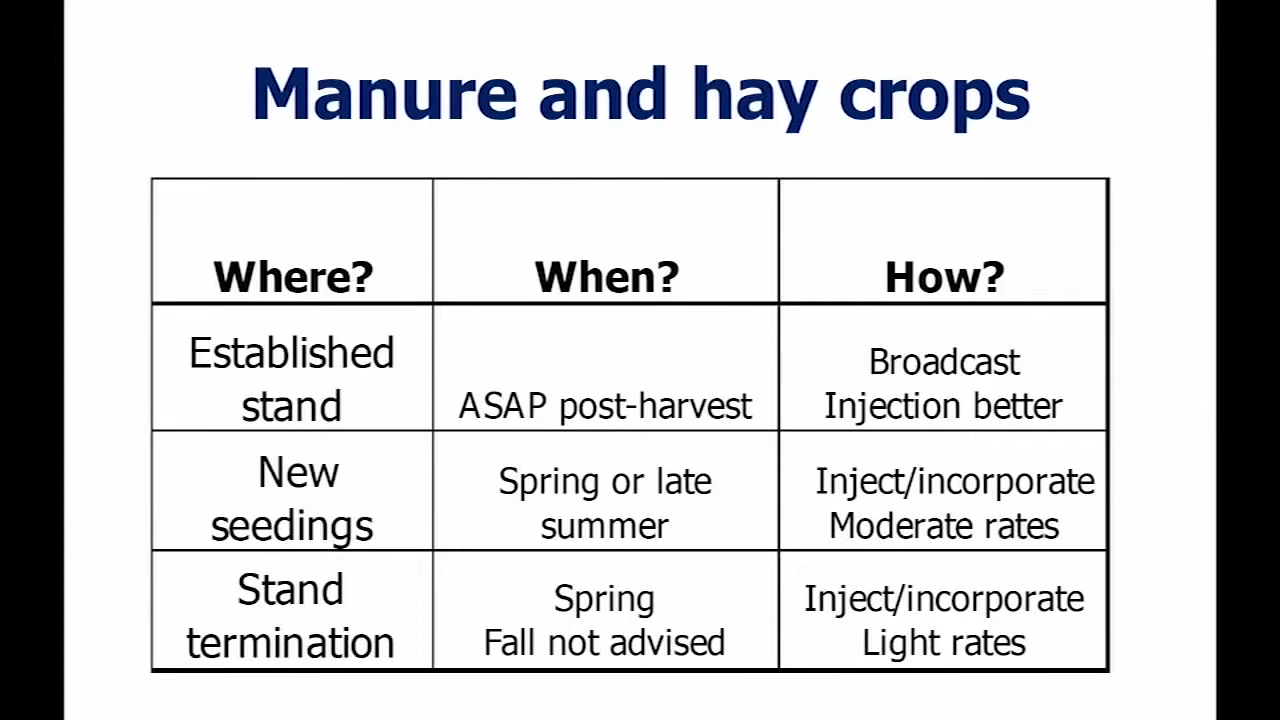 Manure and hay crops
Where?
When?
How?
Established
stand
ASAP post-harvest
Broadcast
Injection better
New
seedings
Spring or late
summer
Inject/incorporate
Moderate rates
Stand
termination
Spring
Fall not advised
Inject/incorporate
Light rates